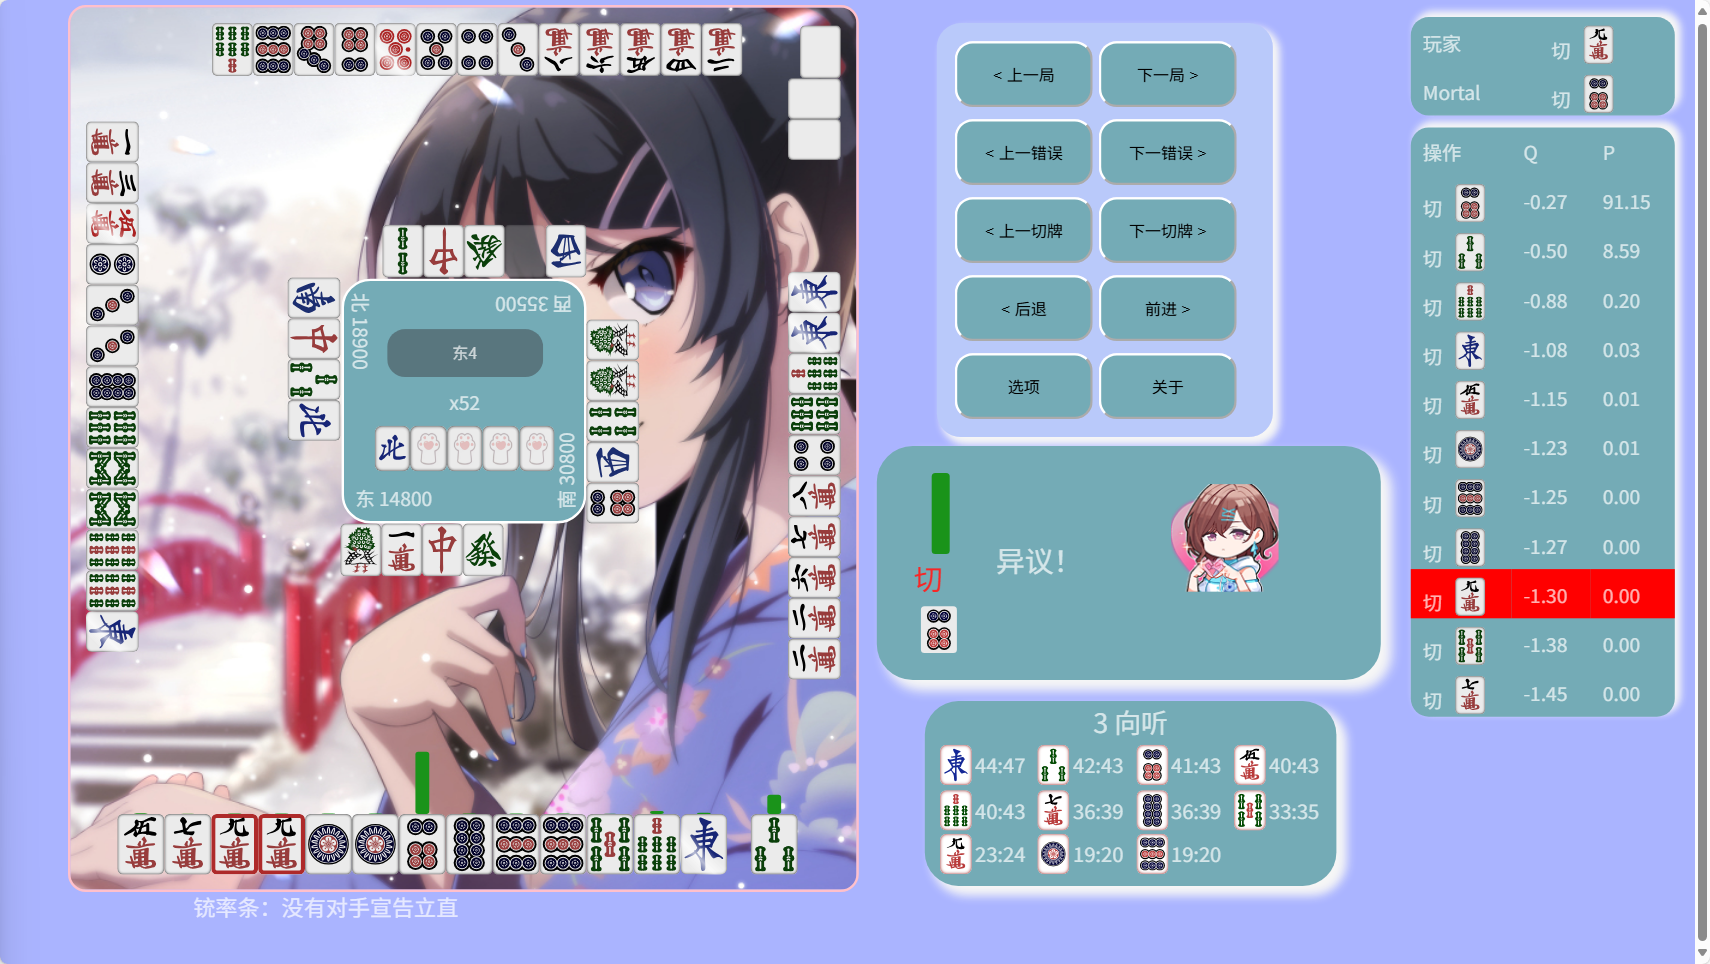 < 上一局
下一局 >
< 上一错误
下一错误 >
< 上一切牌
下一切牌 >
< 后退
前进 >
选项
关于
玩家 切
Mortal 切
操作 Q P
切 -0.27 91.15
切 -0.50 8.59
切 -0.88 0.20
切 -1.08 0.03
切 -1.15 0.01
切 -1.23 0.01
切 -1.25 0.00
切 -1.27 0.00
切 -1.30 0.00
切 -1.38 0.00
切 -1.45 0.00
西 35500
北 18900
东4
x52
东 14800
南 30800
切
异议！
3 向听
44:47 42:43 41:43 40:43
40:43 36:39 36:39 33:35
23:24 19:20 19:20
铳率条：没有对手宣告立直